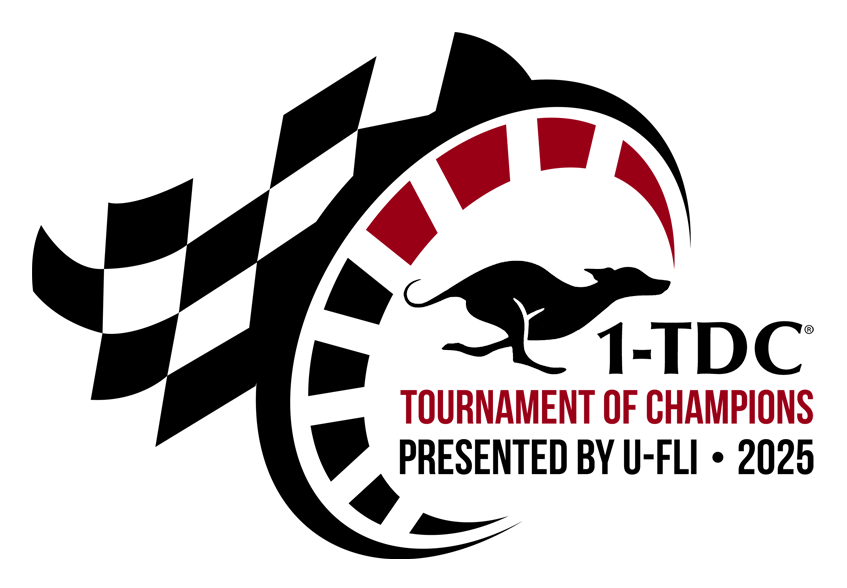 1-TDC®
TOURNAMENT OF CHAMPIONS
PRESENTED BY U-FLI • 2025